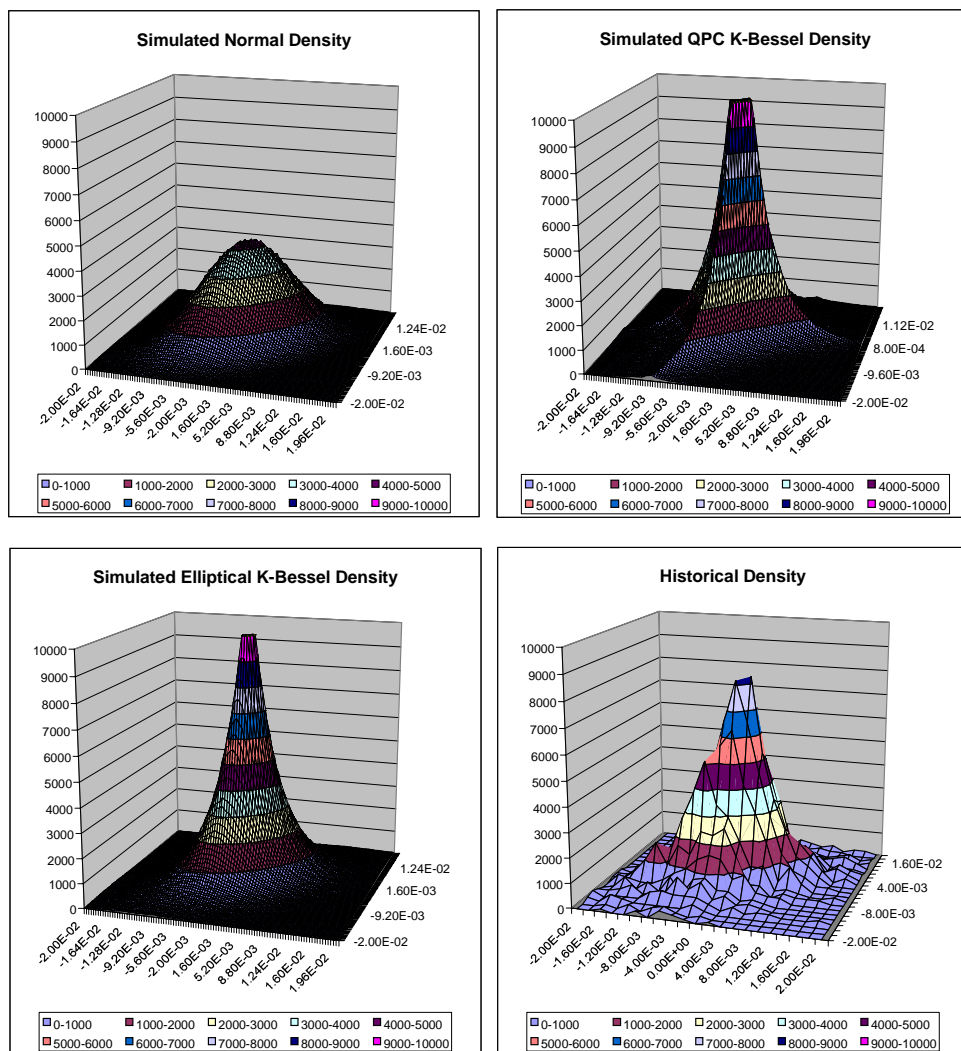 Simulated Normal Density
10000
9000
8000
7000
6000
5000
4000
3000
2000
1000
0
-2.00E-02
-1.64E-02
-1.28E-02
-9.20E-03
-5.60E-03
-2.00E-03
1.60E-03
5.20E-03
8.80E-03
1.24E-02
1.60E-02
1.96E-02
1.24E-02
1.60E-03
-9.20E-03
-2.00E-02
0-1000 1000-2000 2000-3000 3000-4000 4000-5000
5000-6000 6000-7000 7000-8000 8000-9000 9000-10000
Simulated QPC K-Bessel Density
10000
9000
8000
7000
6000
5000
4000
3000
2000
1000
0
-2.00E-02
-1.64E-02
-1.28E-02
-9.20E-03
-5.60E-03
-2.00E-03
1.60E-03
5.20E-03
8.80E-03
1.24E-02
1.60E-02
1.96E-02
1.12E-02
8.00E-04
-9.60E-03
-2.00E-02
0-1000 1000-2000 2000-3000 3000-4000 4000-5000
5000-6000 6000-7000 7000-8000 8000-9000 9000-10000
Simulated Elliptical K-Bessel Density
10000
9000
8000
7000
6000
5000
4000
3000
2000
1000
0
-2.00E-02
-1.64E-02
-1.28E-02
-9.20E-03
-5.60E-03
-2.00E-03
1.60E-03
5.20E-03
8.80E-03
1.24E-02
1.60E-02
1.96E-02
1.24E-02
1.60E-03
-9.20E-03
-2.00E-02
0-1000 1000-2000 2000-3000 3000-4000 4000-5000
5000-6000 6000-7000 7000-8000 8000-9000 9000-10000
Historical Density
10000
9000
8000
7000
6000
5000
4000
3000
2000
1000
0
-2.00E-02
-1.60E-02
-1.20E-02
-8.00E-03
-4.00E-03
0.00E+00
4.00E-03
8.00E-03
1.20E-02
1.60E-02
2.00E-02
1.60E-02
4.00E-03
-8.00E-03
-2.00E-02
0-1000 1000-2000 2000-3000 3000-4000 4000-5000
5000-6000 6000-7000 7000-8000 8000-9000 9000-10000